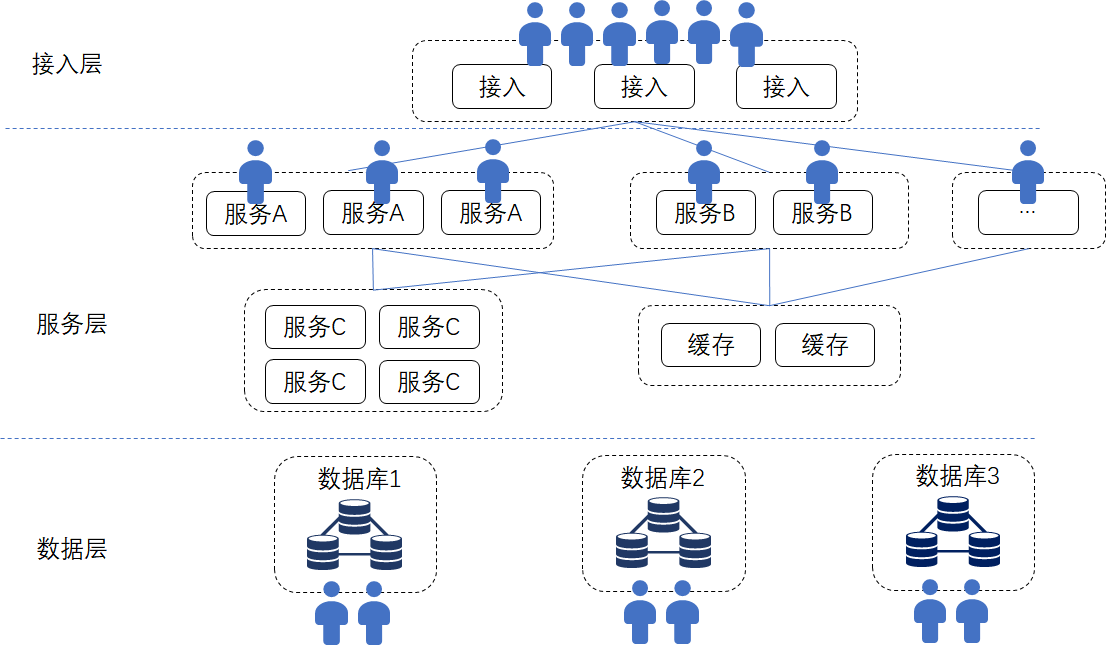 接入层
接入 接入 接入
服务A 服务A 服务A 服务B 服务B ...
服务层
服务C 服务C
缓存 缓存
服务C 服务C
数据库1 数据库2 数据库3
数据层